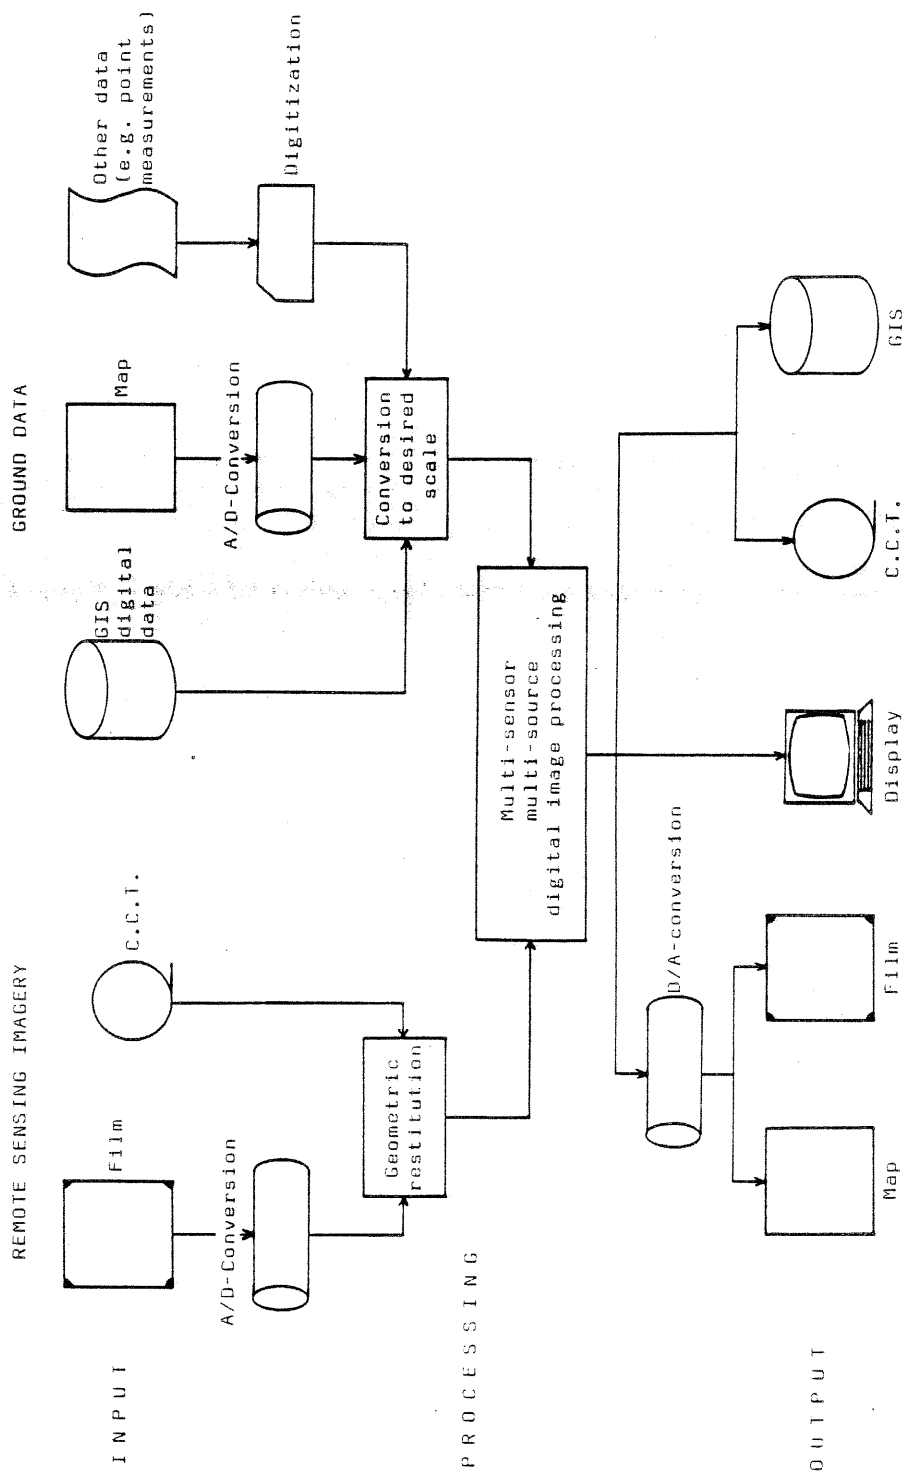 REMOTE SENSING IMAGERY
GROUND DATA
INPUT
Film
C.C.T.
GIS
digital
data
Map
Other data
(e.g. point
measurements)
A/D-Conversion
A/D-Conversion
Digitization
PROCESSING
Geometric
restitution
Conversion
to desired
scale
Multi-sensor
multi-source
digital image processing
D/A-conversion
OUTPUT
Map
Film
Display
C.C.T.
GIS